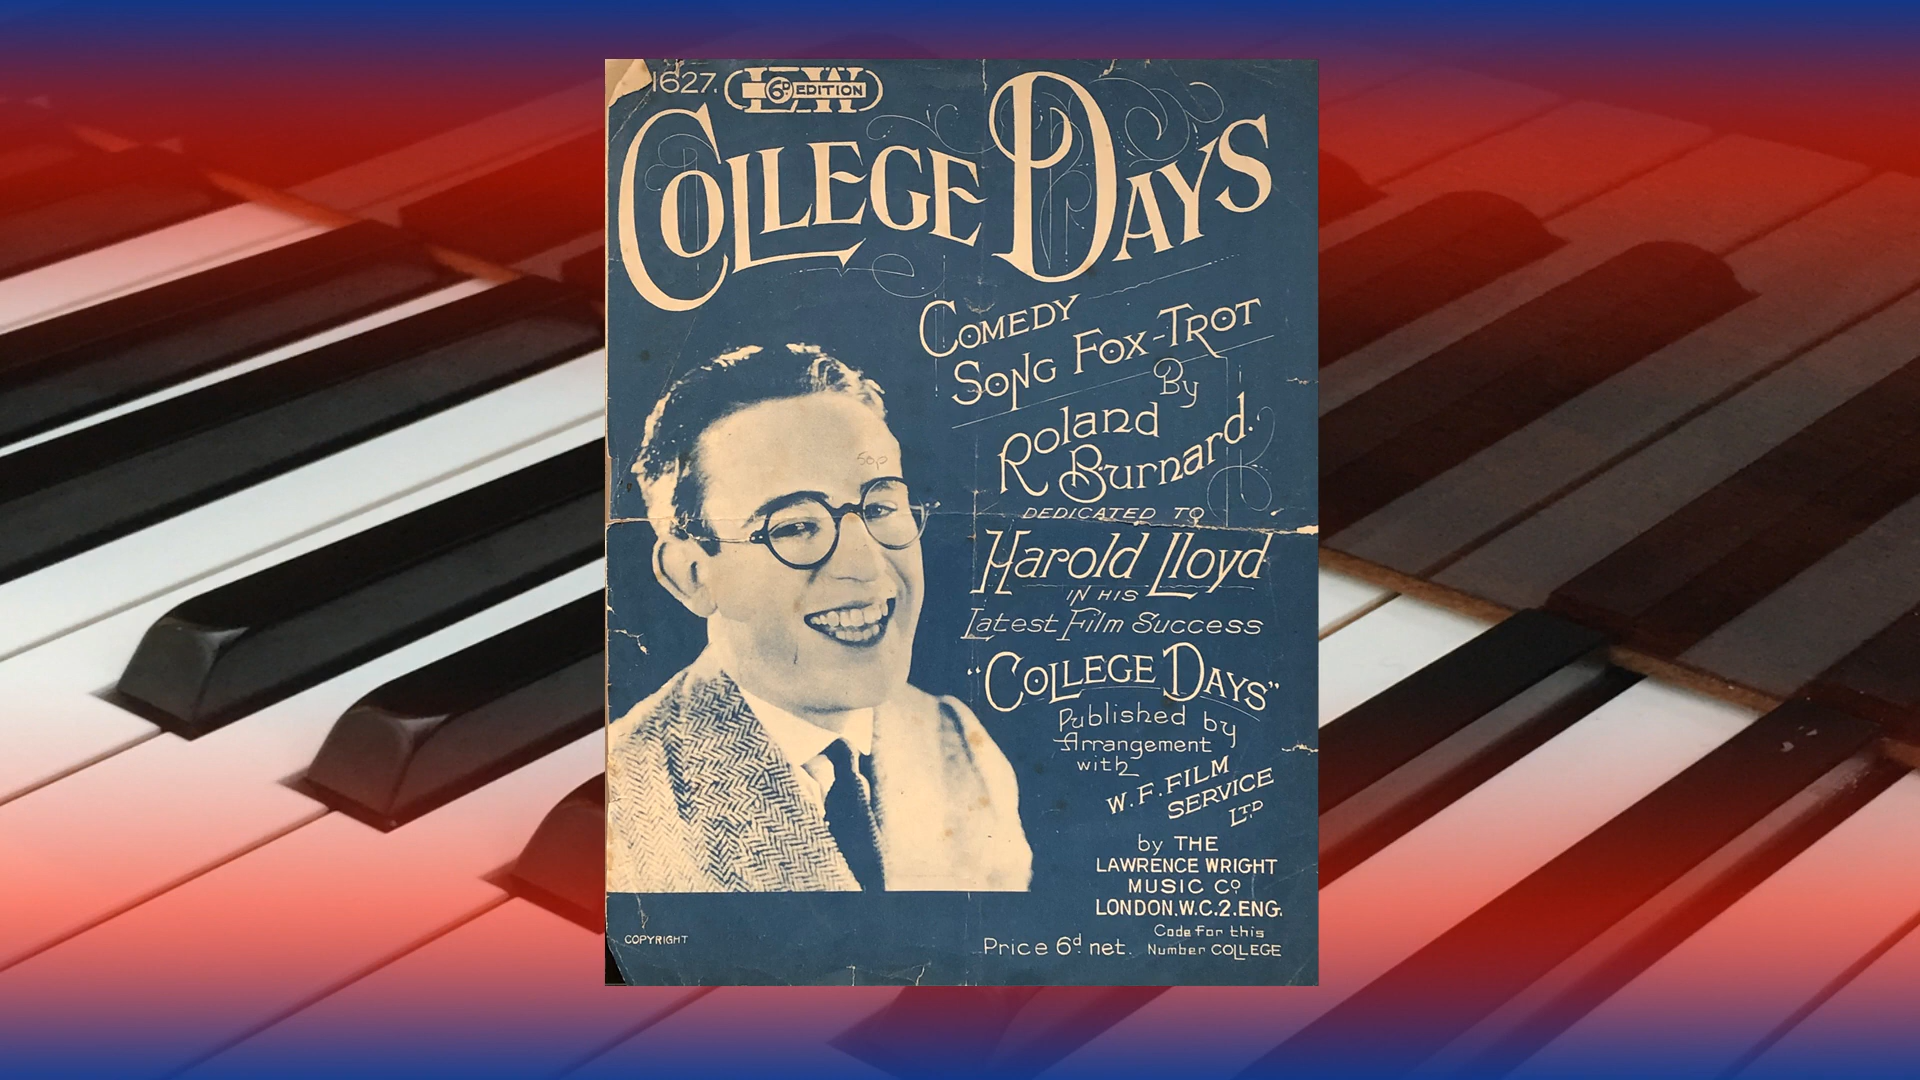 1627. LW 6D EDITION
COLLEGE DAYS
COMEDY
SONG FOX-TROT
By
Roland
Burnard.
DEDICATED TO
Harold Lloyd
IN HIS
Latest Film Success
"COLLEGE DAYS"
Published by
Arrangement
with
W.F. FILM
SERVICE
LTD
by THE
LAWRENCE WRIGHT
MUSIC Co
LONDON.W.C.2.ENG.
Code for this
Number COLLEGE
Price 6d net.
COPYRIGHT
50p